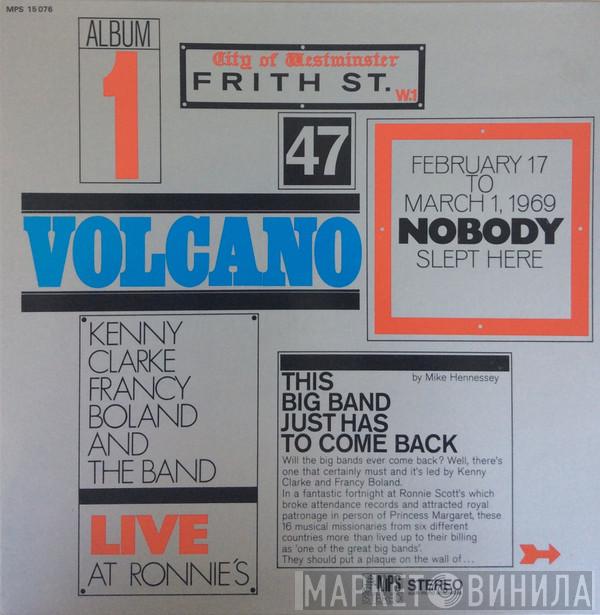 MPS 15076
ALBUM
1
City of Westminster
FRITH ST.
W.1
47
FEBRUARY 17
TO
MARCH 1, 1969
NOBODY
SLEPT HERE
VOLCANO
KENNY
CLARKE
FRANCY
BOLAND
AND
THE BAND
LIVE
AT RONNIE'S
THIS
by Mike Hennessey
BIG BAND
JUST HAS
TO COME BACK
Will the big bands ever come back? Well, there's
one that certainly must and it's led by Kenny
Clarke and Francy Boland.
In a fantastic fortnight at Ronnie Scott's which
broke attendance records and attracted royal
patronage in person of Princess Margaret, these
16 musical missionaries from six different
countries more than lived up to their billing
as 'one of the great big bands'.
They should put a plaque on the wall of...
MPS STEREO
МАРКЕТ ВИНИЛА